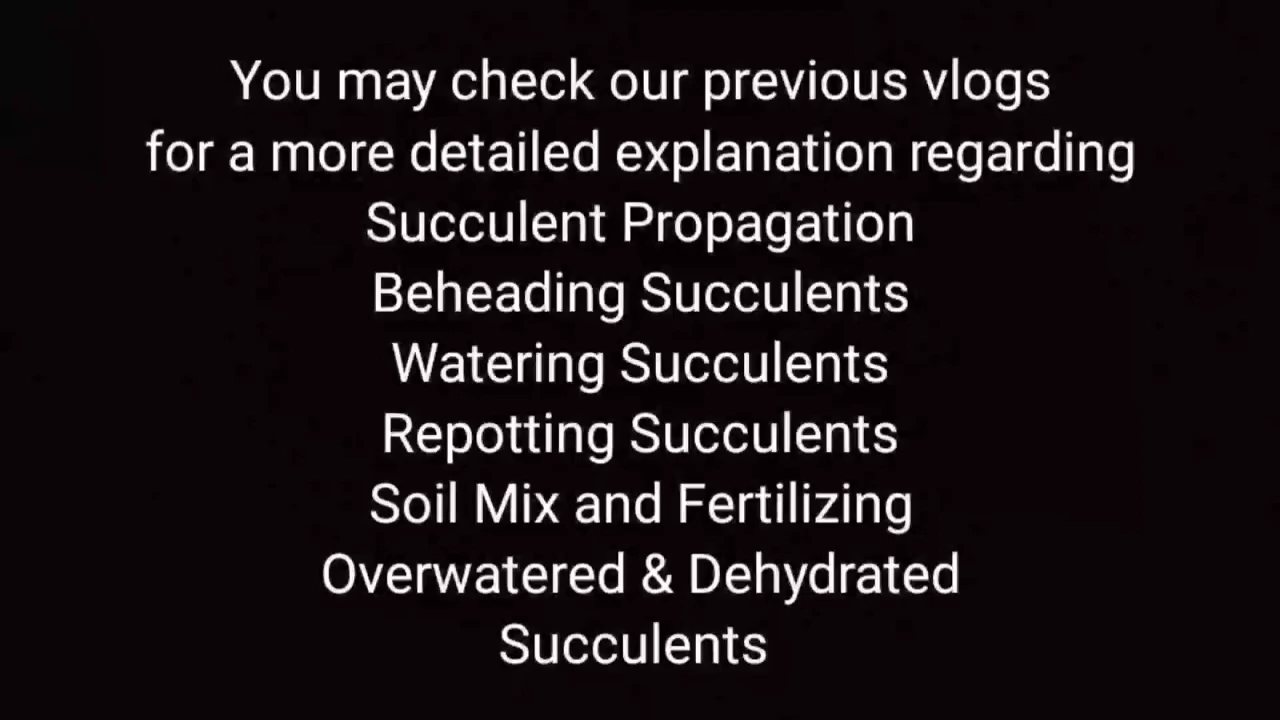 You may check our previous vlogs
for a more detailed explanation regarding
Succulent Propagation
Beheading Succulents
Watering Succulents
Repotting Succulents
Soil Mix and Fertilizing
Overwatered & Dehydrated
Succulents